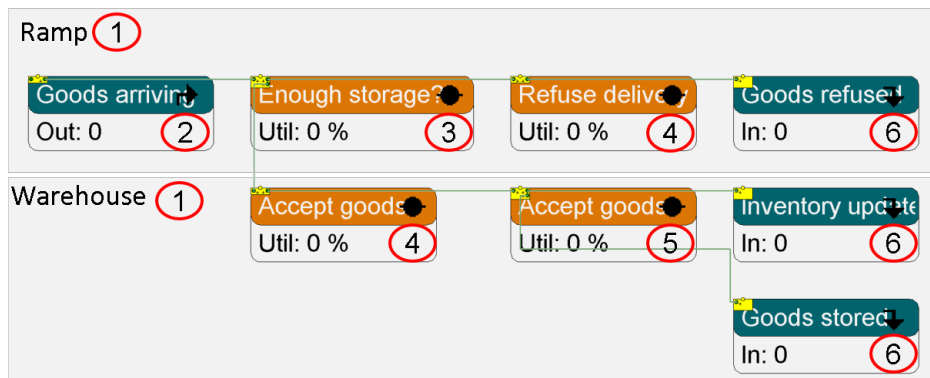 Ramp 1
Goods arriving
Out: 0 2
Enough storage?
Util: 0 % 3
Refuse delivery
Util: 0 % 4
Goods refused
In: 0 6
Warehouse 1
Accept goods
Util: 0 % 4
Accept goods
Util: 0 % 5
Inventory update
In: 0 6
Goods stored
In: 0 6